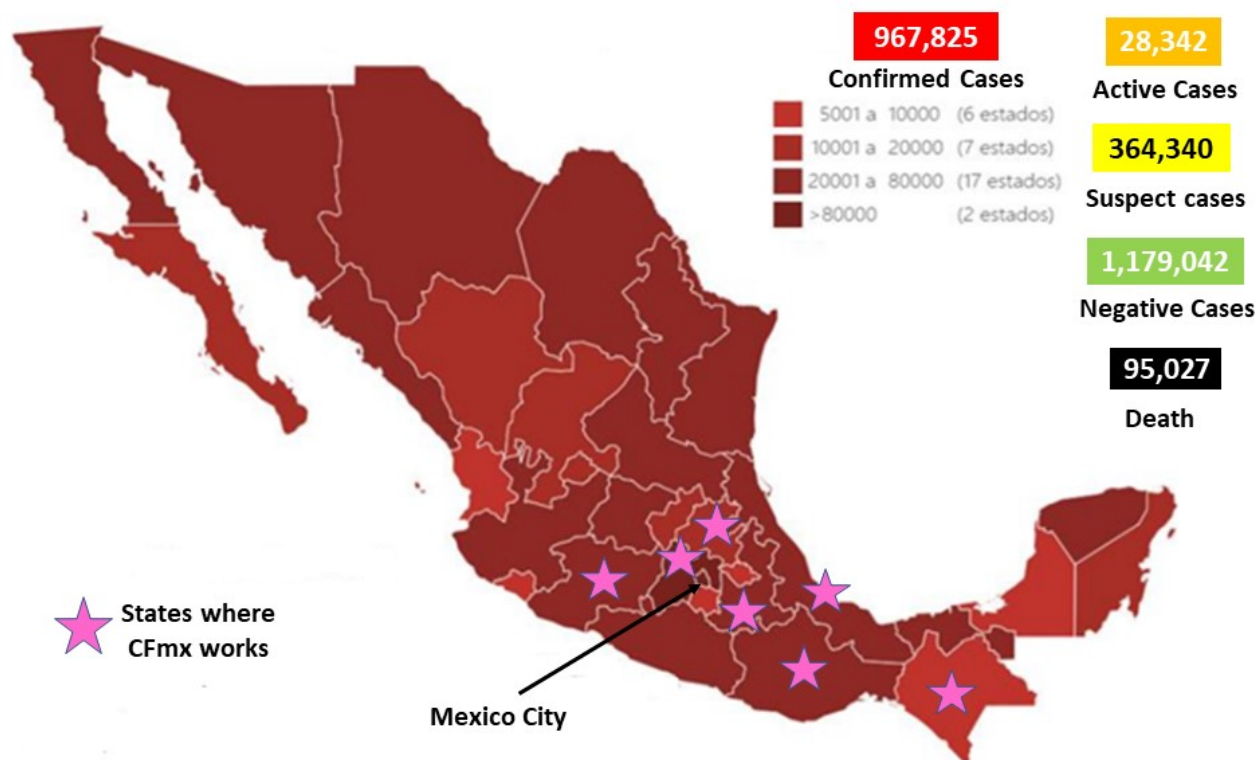 967,825
Confirmed Cases
5001 a 10000 (6 estados)
10001 a 20000 (7 estados)
20001 a 80000 (17 estados)
>80000 (2 estados)
28,342
Active Cases
364,340
Suspect cases
1,179,042
Negative Cases
95,027
Death
States where
CFmx works
Mexico City